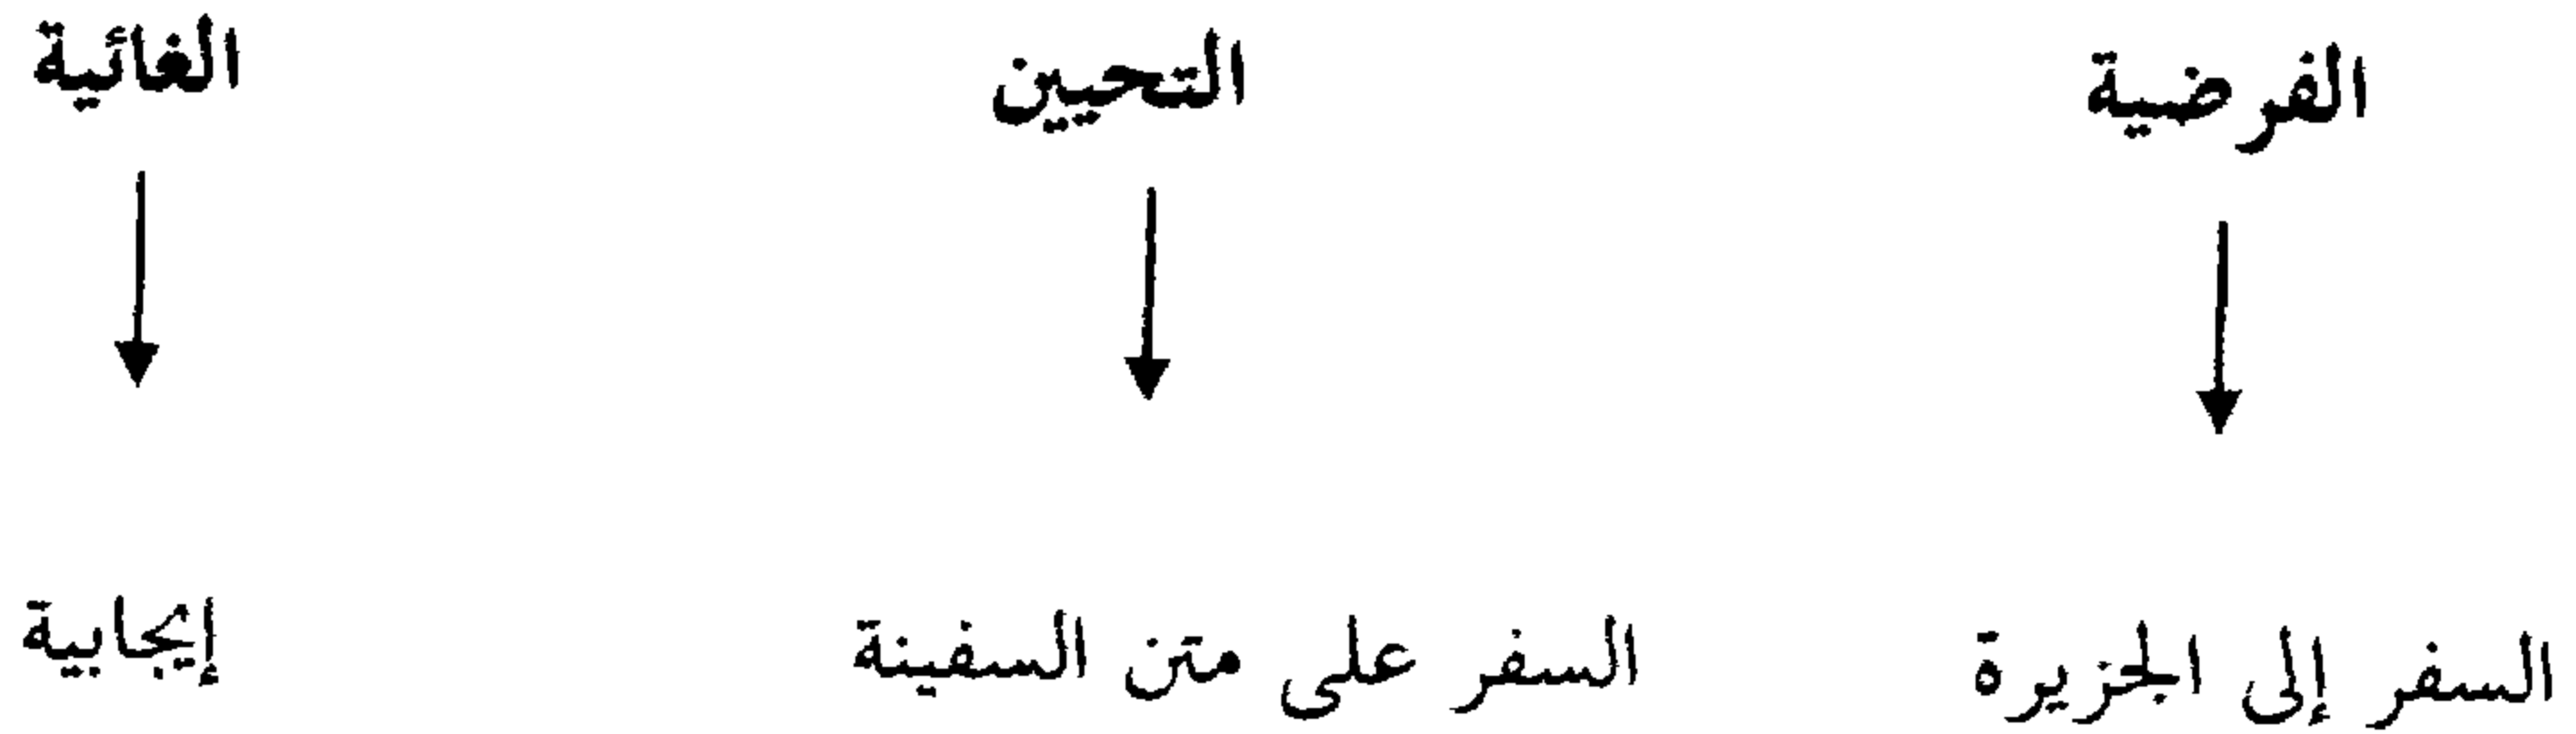 الفرضية التحيين الغائية
السفر إلى الجزيرة السفر على متن السفينة إيجابية